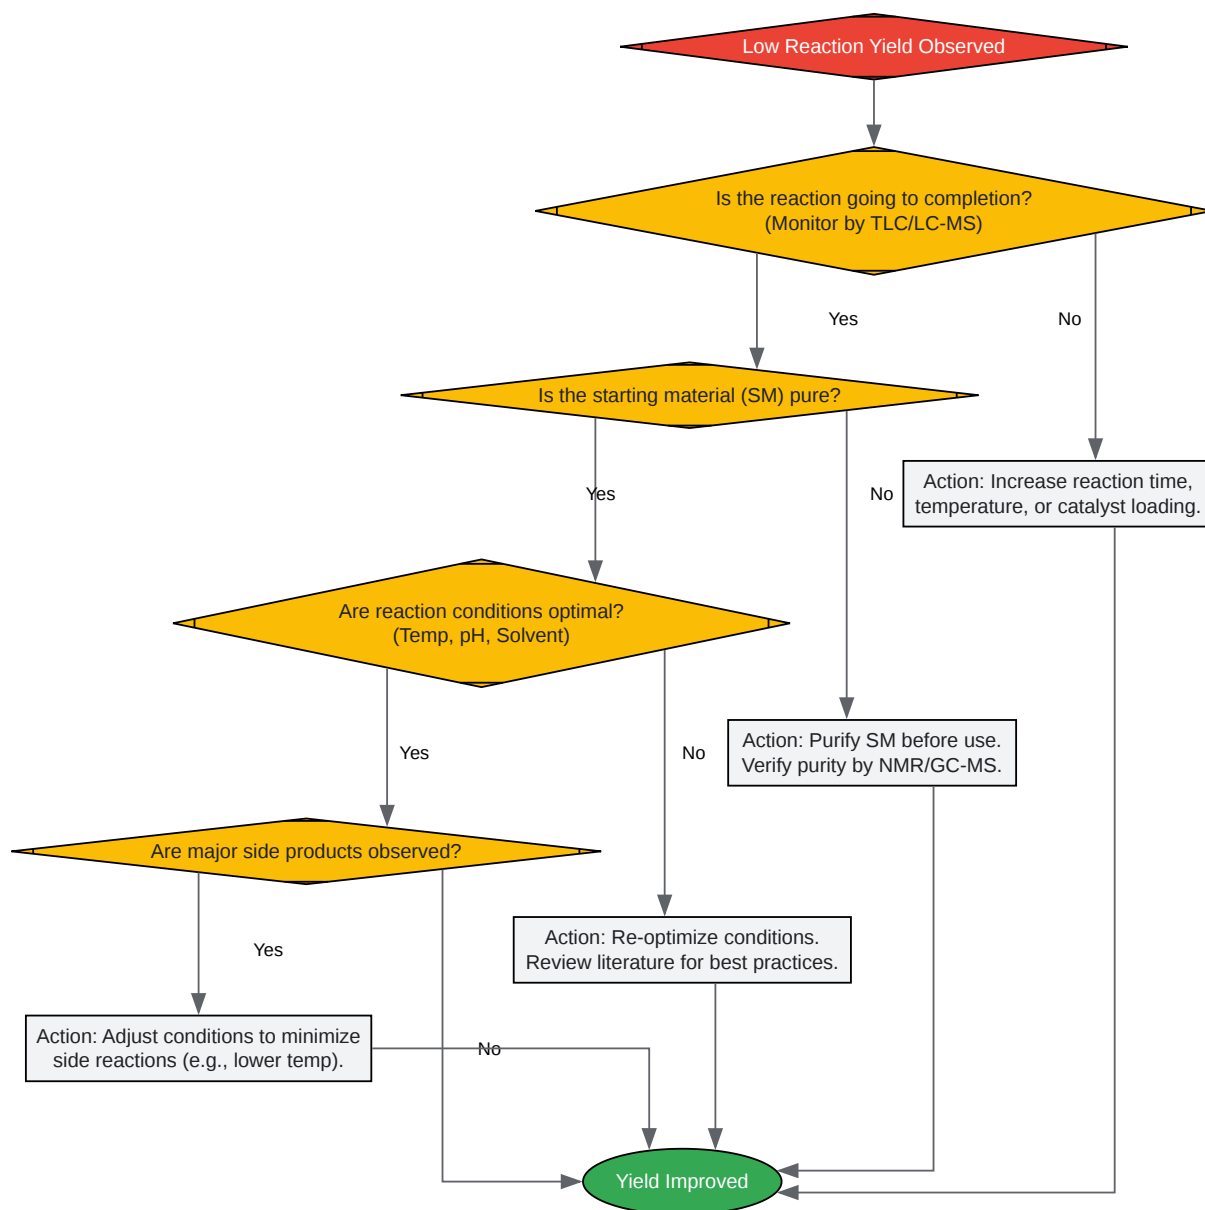 Low Reaction Yield Observed
Is the reaction going to completion?
(Monitor by TLC/LC-MS)
Yes
No
Is the starting material (SM) pure?
Yes
No
Action: Increase reaction time,
temperature, or catalyst loading.
Are reaction conditions optimal?
(Temp, pH, Solvent)
Yes
No
Action: Purify SM before use.
Verify purity by NMR/GC-MS.
Are major side products observed?
Yes
Action: Re-optimize conditions.
Review literature for best practices.
Action: Adjust conditions to minimize
side reactions (e.g., lower temp).
No
Yield Improved